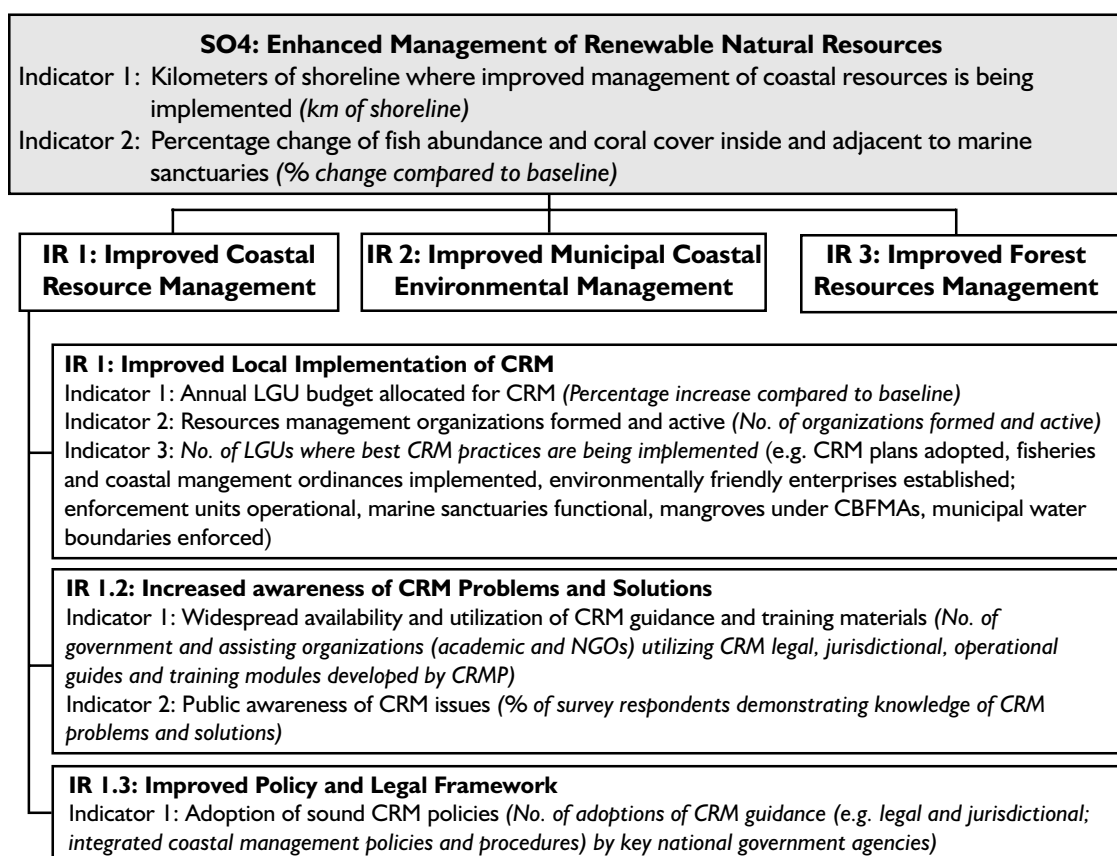 SO4: Enhanced Management of Renewable Natural Resources
Indicator 1: Kilometers of shoreline where improved management of coastal resources is being
implemented (km of shoreline)
Indicator 2: Percentage change of fish abundance and coral cover inside and adjacent to marine
sanctuaries (% change compared to baseline)
IR 1: Improved Coastal
Resource Management
IR 2: Improved Municipal Coastal
Environmental Management
IR 3: Improved Forest
Resources Management
IR 1: Improved Local Implementation of CRM
Indicator 1: Annual LGU budget allocated for CRM (Percentage increase compared to baseline)
Indicator 2: Resources management organizations formed and active (No. of organizations formed and active)
Indicator 3: No. of LGUs where best CRM practices are being implemented (e.g. CRM plans adopted, fisheries
and coastal mangement ordinances implemented, environmentally friendly enterprises established;
enforcement units operational, marine sanctuaries functional, mangroves under CBFMAs, municipal water
boundaries enforced)
IR 1.2: Increased awareness of CRM Problems and Solutions
Indicator 1: Widespread availability and utilization of CRM guidance and training materials (No. of
government and assisting organizations (academic and NGOs) utilizing CRM legal, jurisdictional, operational
guides and training modules developed by CRMP)
Indicator 2: Public awareness of CRM issues (% of survey respondents demonstrating knowledge of CRM
problems and solutions)
IR 1.3: Improved Policy and Legal Framework
Indicator 1: Adoption of sound CRM policies (No. of adoptions of CRM guidance (e.g. legal and jurisdictional;
integrated coastal management policies and procedures) by key national government agencies)